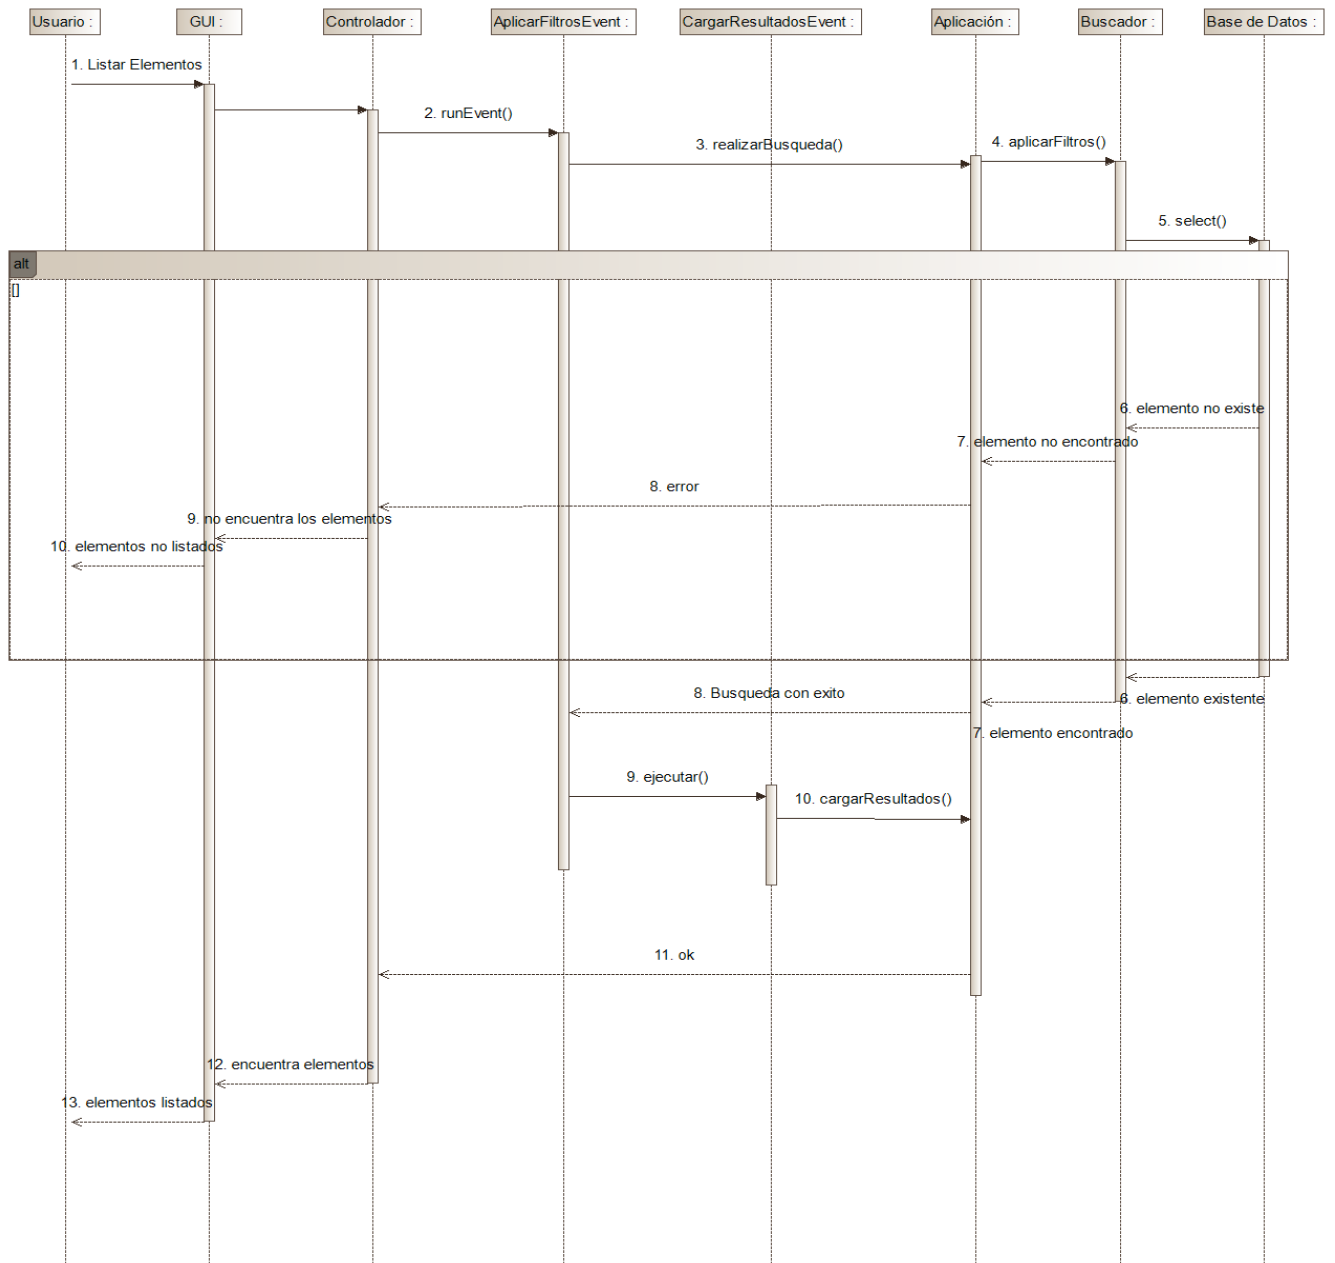 Usuario :
GUI :
Controlador :
AplicarFiltrosEvent :
CargarResultadosEvent :
Aplicación :
Buscador :
Base de Datos :
1. Listar Elementos
2. runEvent()
3. realizarBusqueda()
4. aplicarFiltros()
5. select()
alt
[]
6. elemento no existe
7. elemento no encontrado
8. error
9. no encuentra los elementos
10. elementos no listados
8. Busqueda con exito
6. elemento existente
7. elemento encontrado
9. ejecutar()
10. cargarResultados()
11. ok
12. encuentra elementos
13. elementos listados